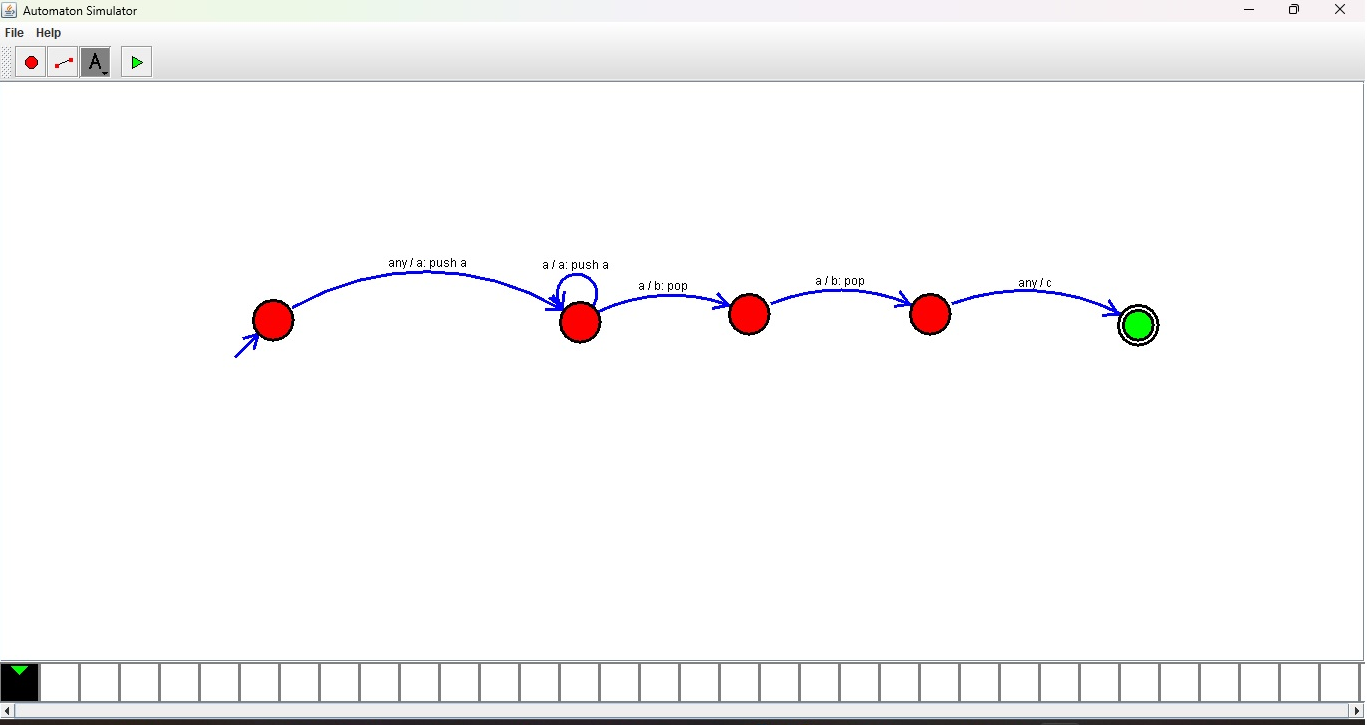 Automaton Simulator
File Help
A
any / a: push a
a / a: push a
a / b: pop
a / b: pop
any / c